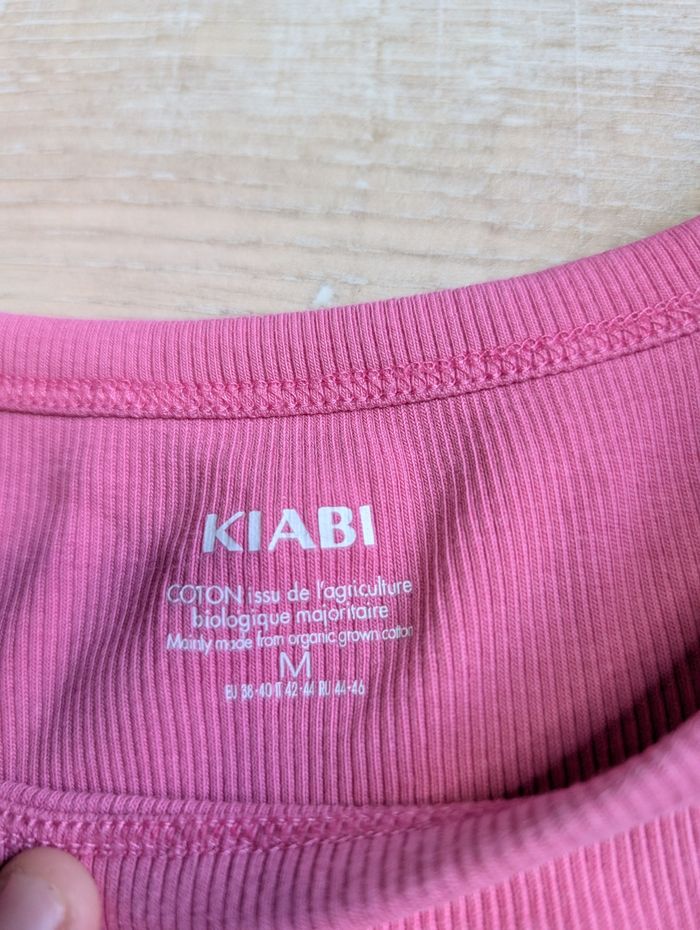 KIABI
COTON issu de l'agriculture
biologique majoritaire
Mainly made from organic grown cotton
M
EU 38-40 IT 42-44 RU 44-46